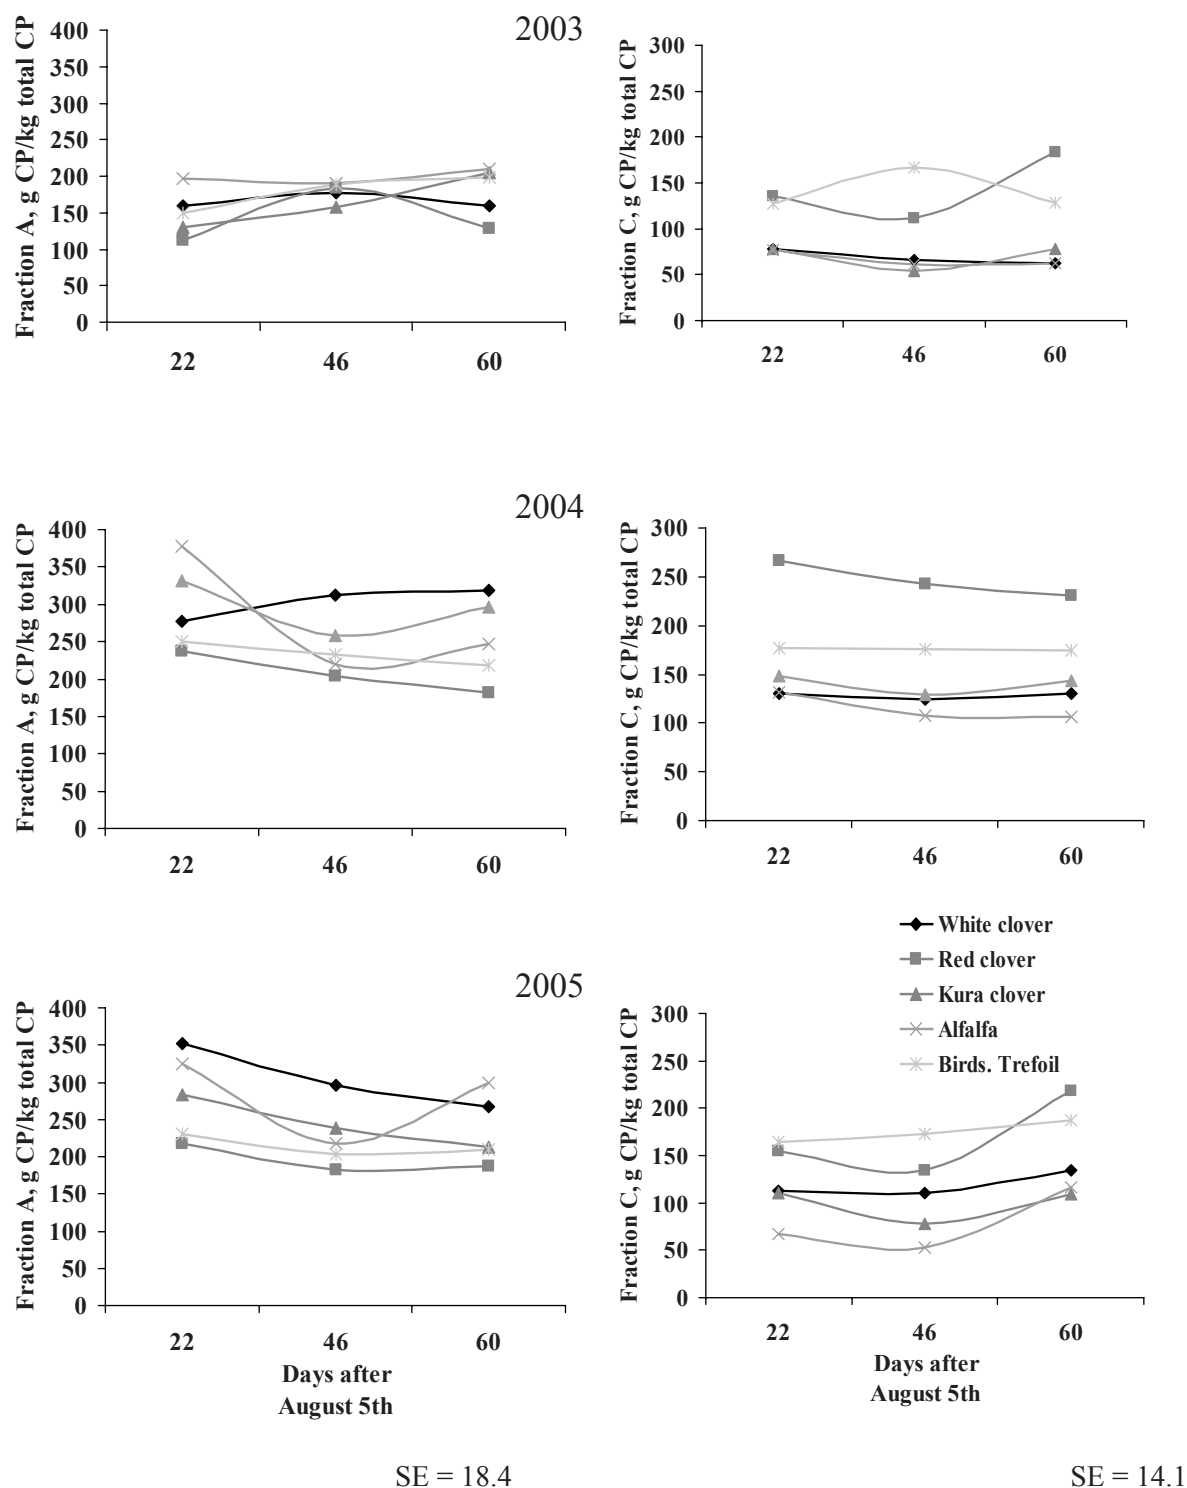 2003
Fraction A, g CP/kg total CP
400
350
300
250
200
150
100
50
0
22 46 60
Fraction C, g CP/kg total CP
300
250
200
150
100
50
0
22 46 60
2004
Fraction A, g CP/kg total CP
400
350
300
250
200
150
100
50
0
22 46 60
Fraction C, g CP/kg total CP
300
250
200
150
100
50
0
22 46 60
White clover
Red clover
Kura clover
Alfalfa
Birds. Trefoil
2005
Fraction A, g CP/kg total CP
400
350
300
250
200
150
100
50
0
22 46 60
Days after
August 5th
Fraction C, g CP/kg total CP
300
250
200
150
100
50
0
22 46 60
Days after
August 5th
SE = 18.4
SE = 14.1